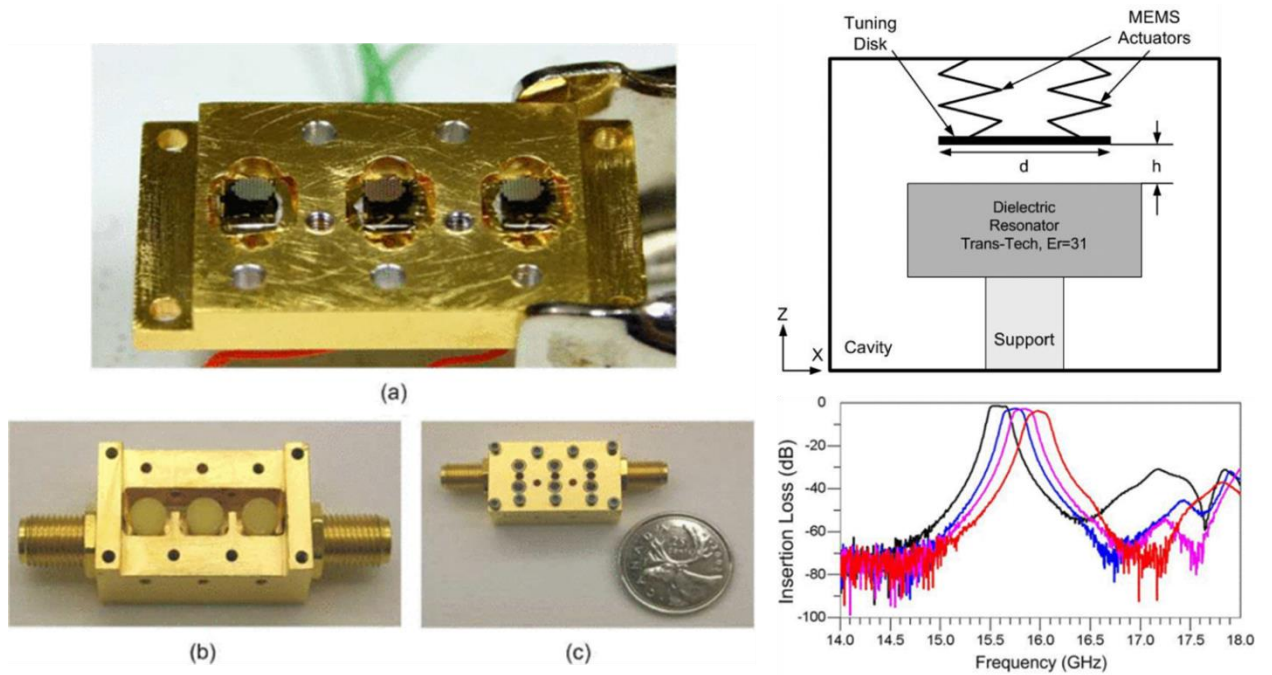 (a)
(b)
(c)
Tuning
Disk
MEMS
Actuators
d
h
Dielectric
Resonator
Trans-Tech, Er=31
Support
Cavity
Z
X
0
-20
-40
-60
-80
-100
Insertion Loss (dB)
14.0 14.5 15.0 15.5 16.0 16.5 17.0 17.5 18.0
Frequency (GHz)
CANADA